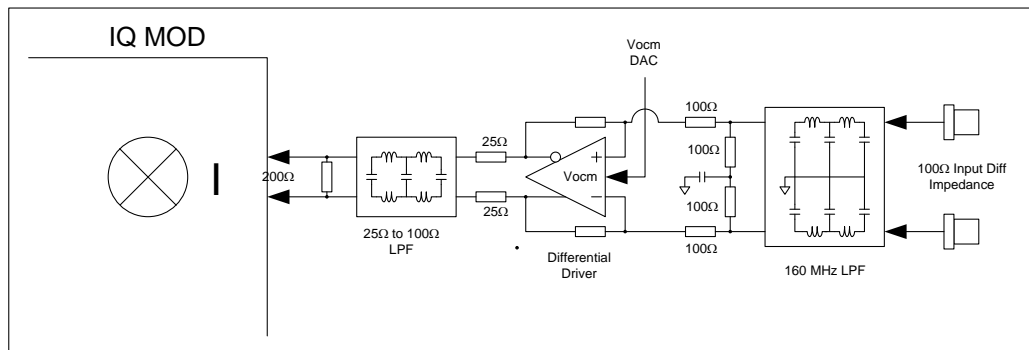 IQ MOD
I
200Ω
25Ω to 100Ω
LPF
25Ω
25Ω
+
Vocm
−
Differential
Driver
Vocm
DAC
100Ω
100Ω
100Ω
100Ω
160 MHz LPF
100Ω Input Diff
Impedance